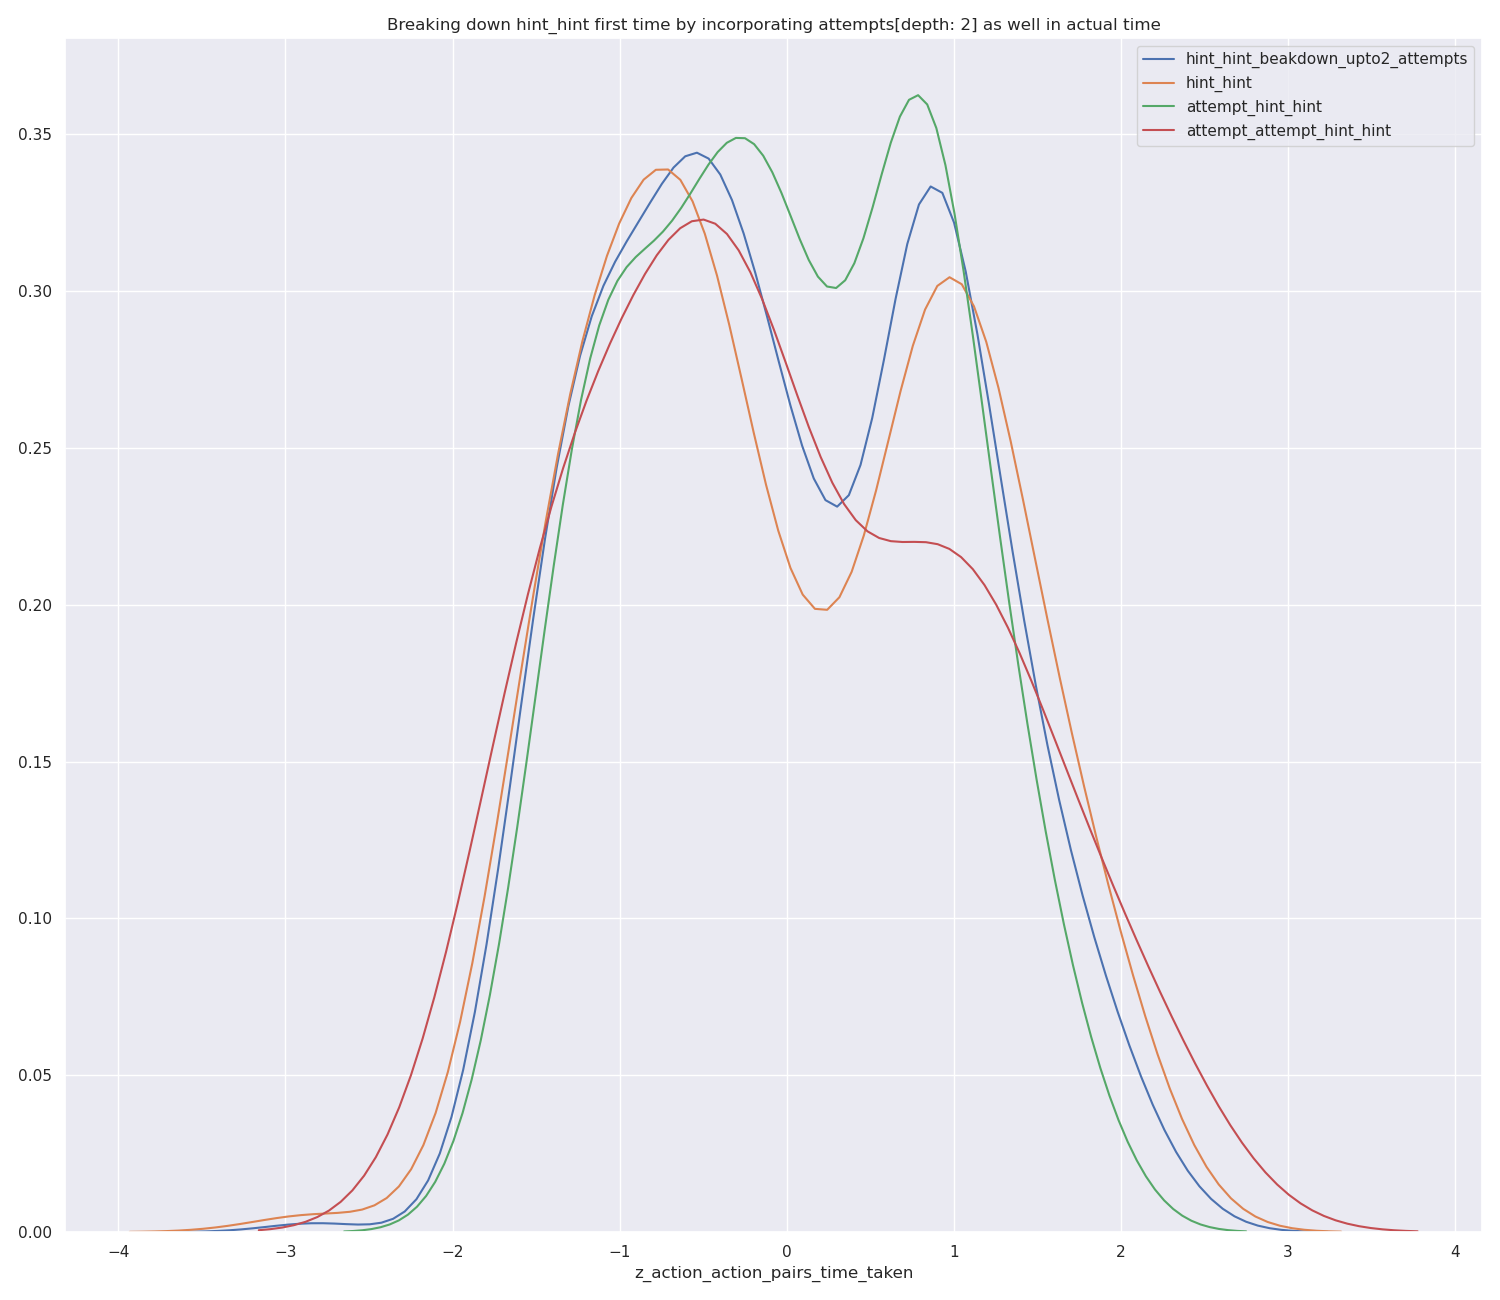 Breaking down hint_hint first time by incorporating attempts[depth: 2] as well in actual time
hint_hint_beakdown_upto2_attempts
hint_hint
attempt_hint_hint
attempt_attempt_hint_hint
0.35
0.30
0.25
0.20
0.15
0.10
0.05
0.00
−4 −3 −2 −1 0 1 2 3 4
z_action_action_pairs_time_taken